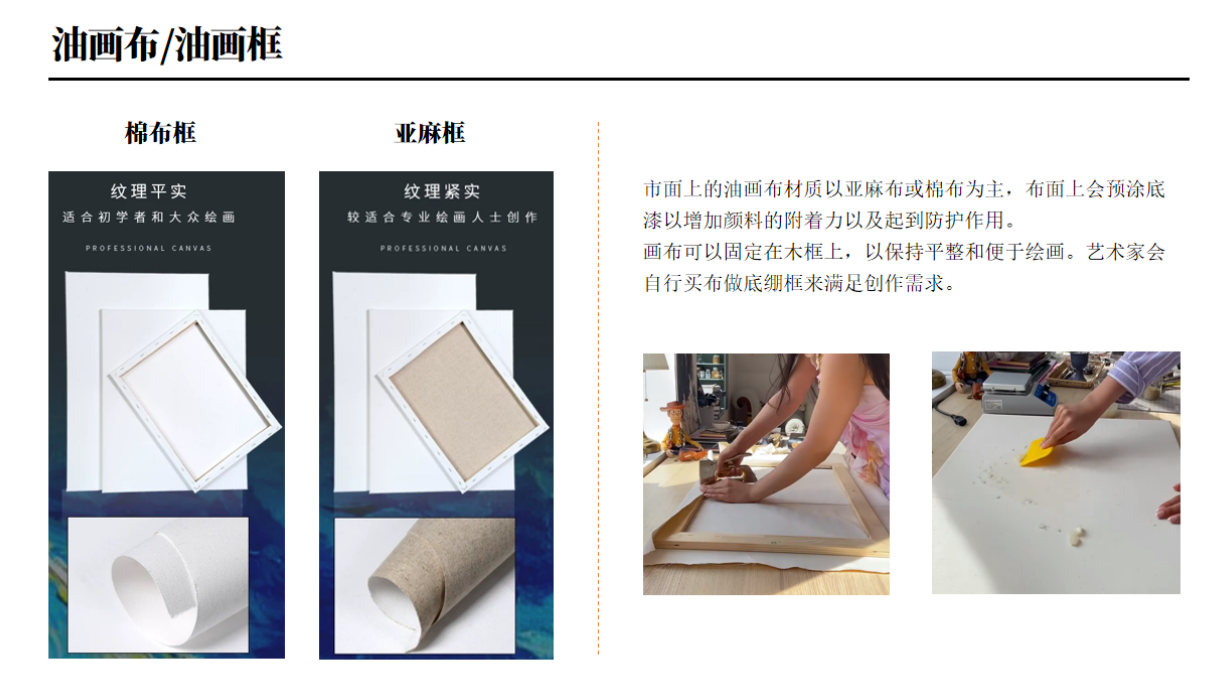 油画布/油画框
棉布框
亚麻框
纹理平实
适合初学者和大众绘画
PROFESSIONAL CANVAS
纹理紧实
较适合专业绘画人士创作
PROFESSIONAL CANVAS
市面上的油画布材质以亚麻布或棉布为主，布面上会预涂底
漆以增加颜料的附着力以及起到防护作用。
画布可以固定在木框上，以保持平整和便于绘画。艺术家会
自行买布做底绷框来满足创作需求。